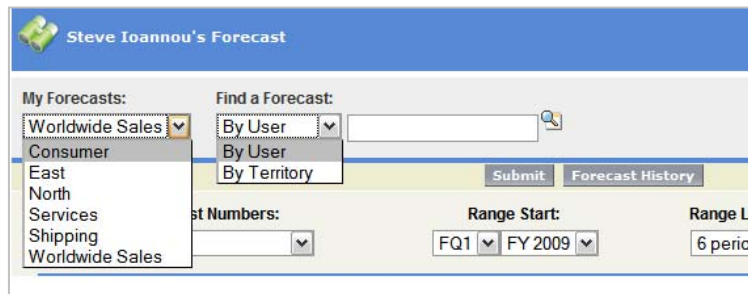 Steve Ioannou's Forecast
My Forecasts: Find a Forecast:
Worldwide Sales By User
Consumer By User
East By Territory
North
Submit Forecast History
Services st Numbers: Range Start: Range L
Shipping FQ1 FY 2009 6 perio
Worldwide Sales